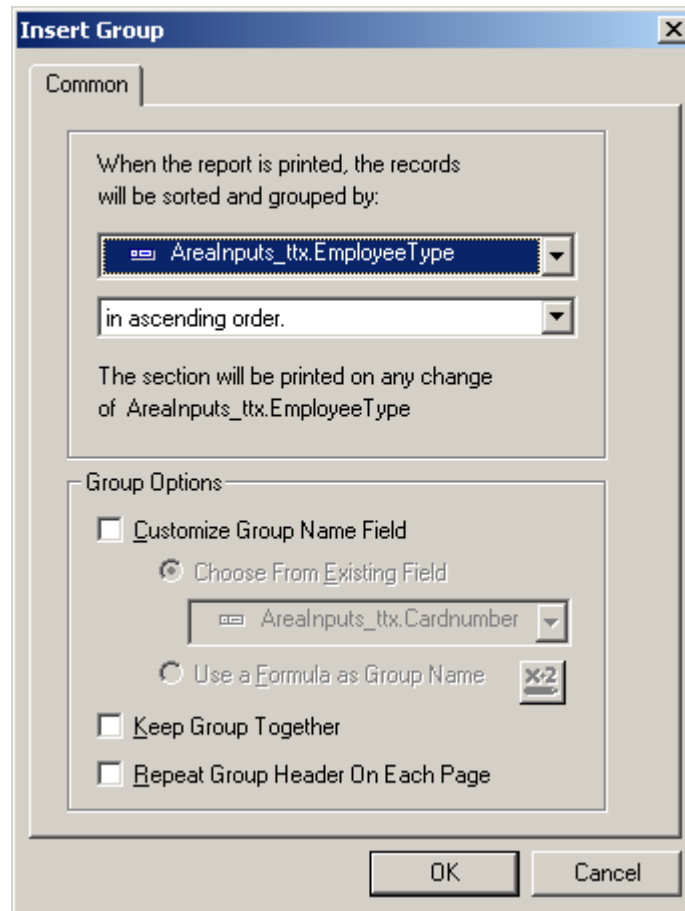 Insert Group
Common
When the report is printed, the records
will be sorted and grouped by:
AreaInputs_ttx.EmployeeType
in ascending order.
The section will be printed on any change
of AreaInputs_ttx.EmployeeType
Group Options
Customize Group Name Field
Choose From Existing Field
AreaInputs_ttx.Cardnumber
Use a Formula as Group Name
X+2
Keep Group Together
Repeat Group Header On Each Page
OK Cancel